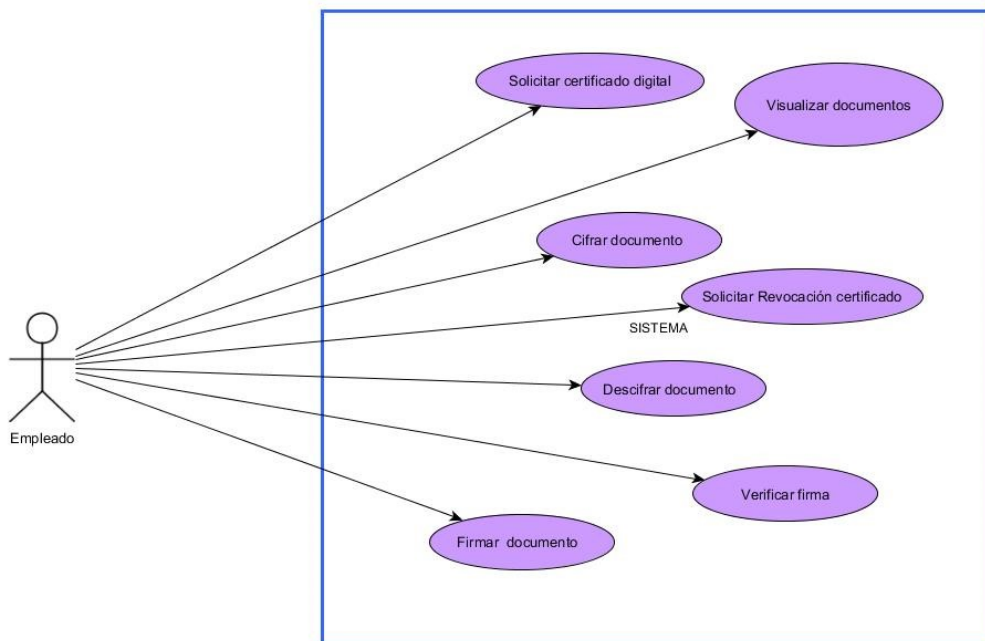 Solicitar certificado digital
Visualizar documentos
Cifrar documento
Solicitar Revocación certificado
SISTEMA
Descifrar documento
Empleado
Verificar firma
Firmar documento